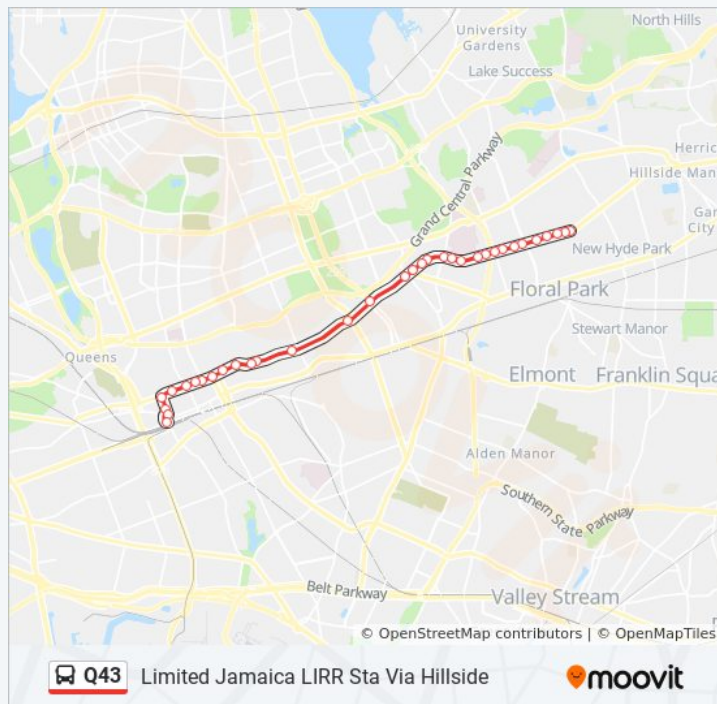 North Hills
University
Gardens
Lake Success
Grand Central Parkway
Herric
Hillside Man
Gar
City
New Hyde Park
Floral Park
Stewart Manor
Queens
Elmont
Franklin Squa
Alden Manor
Southern State Parkway
Belt Parkway
Valley Stream
© OpenStreetMap contributors | © OpenMapTiles
Q43 Limited Jamaica LIRR Sta Via Hillside
moovit